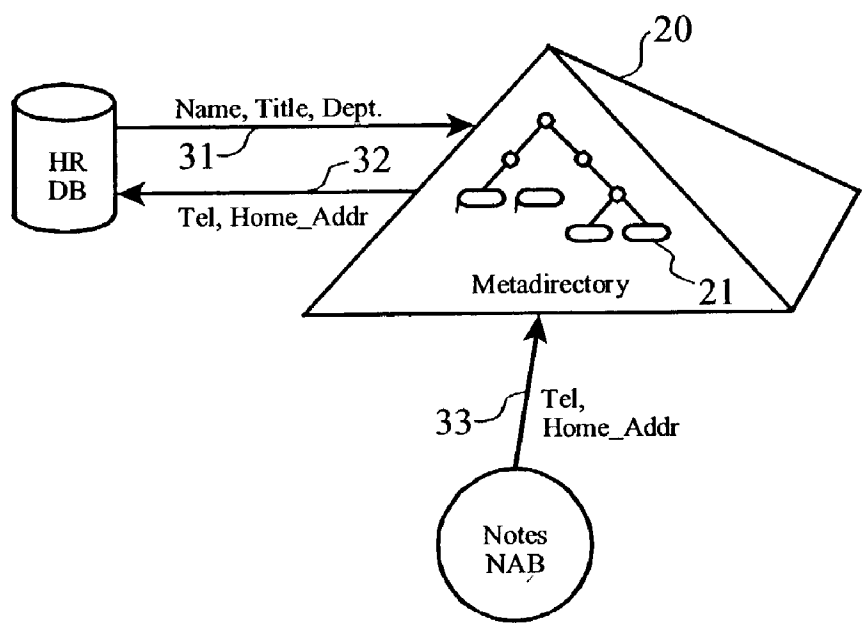 20
Name, Title, Dept.
31
32
HR
DB
Tel, Home_Addr
Metadirectory
21
33
Tel,
Home_Addr
Notes
NAB